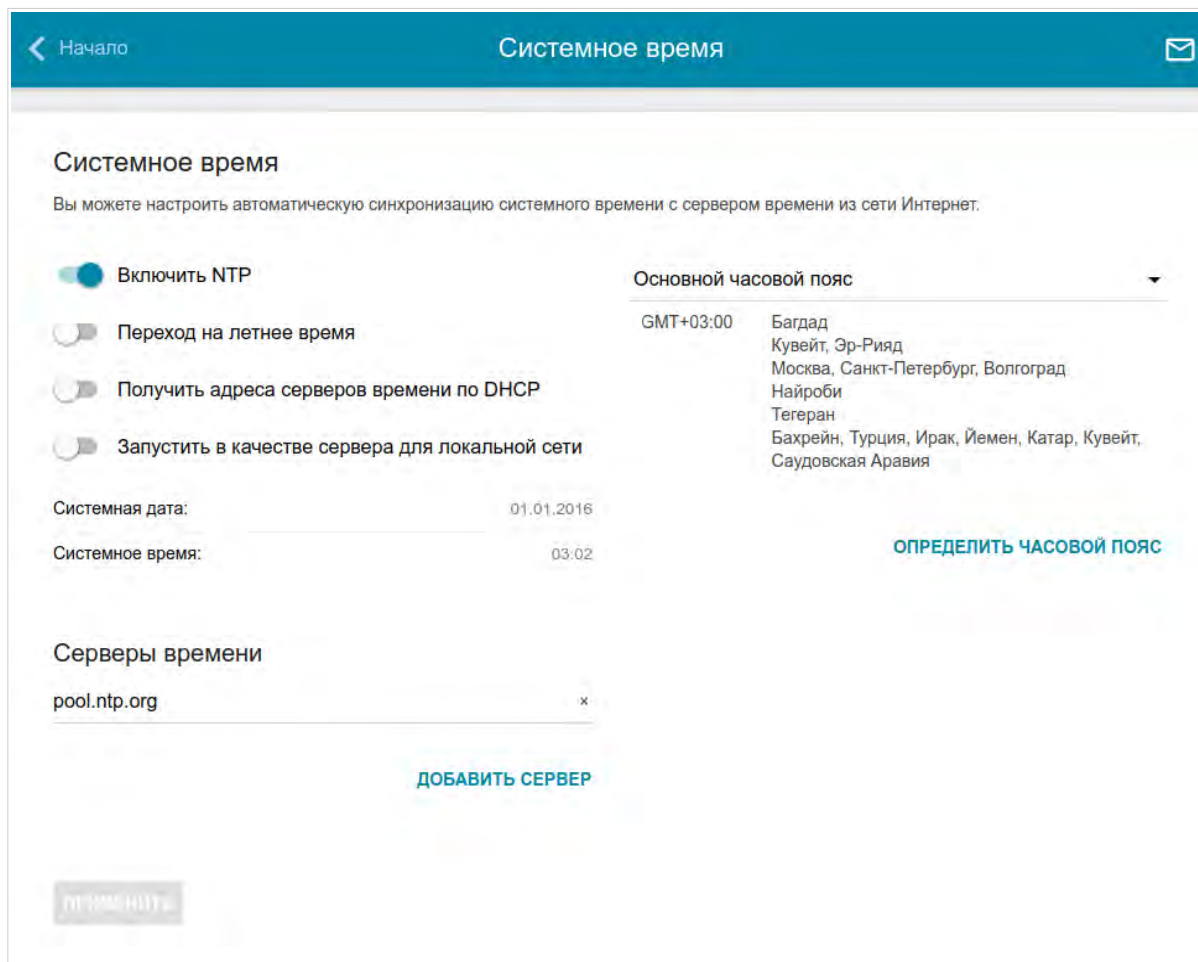 Начало
Системное время
Системное время
Вы можете настроить автоматическую синхронизацию системного времени с сервером времени из сети Интернет.
Включить NTP
Переход на летнее время
Получить адреса серверов времени по DHCP
Запустить в качестве сервера для локальной сети
Системная дата: 01.01.2016
Системное время: 03:02
Основной часовой пояс
GMT+03:00 Багдад
Кувейт, Эр-Рияд
Москва, Санкт-Петербург, Волгоград
Найроби
Тегеран
Бахрейн, Турция, Ирак, Йемен, Катар, Кувейт,
Саудовская Аравия
ОПРЕДЕЛИТЬ ЧАСОВОЙ ПОЯС
Серверы времени
pool.ntp.org ×
ДОБАВИТЬ СЕРВЕР
ПРИМЕНИТЬ